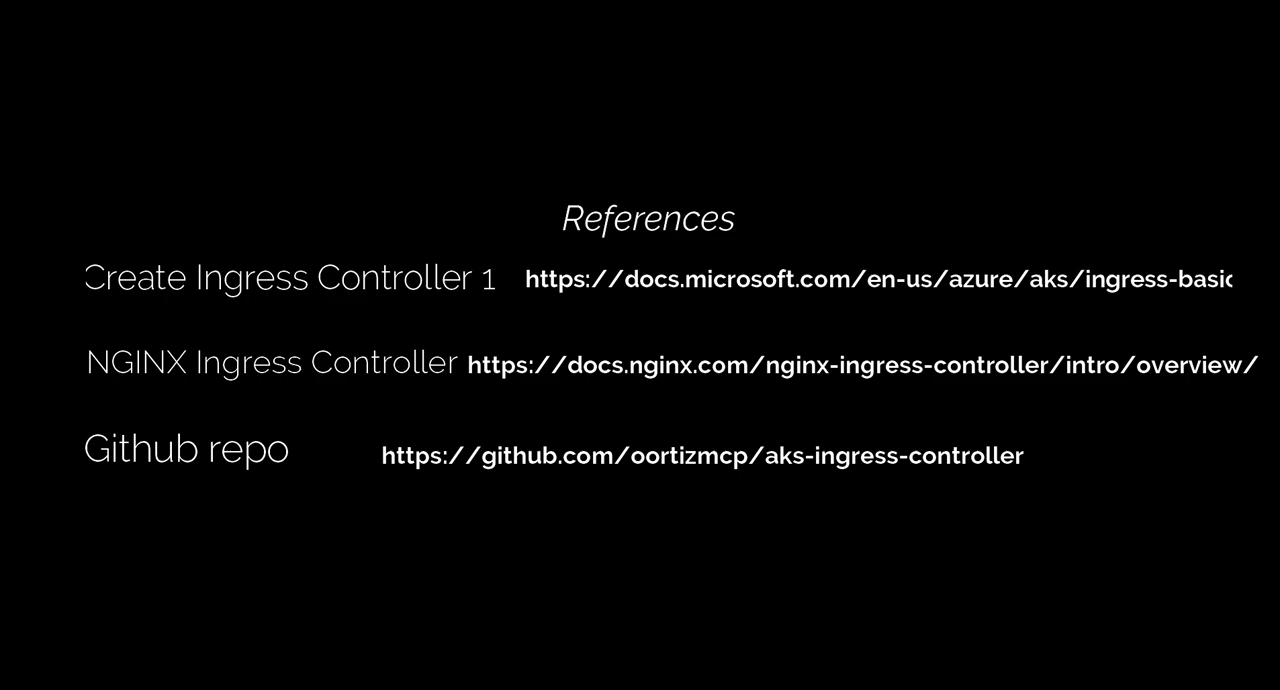 References
Create Ingress Controller 1 https://docs.microsoft.com/en-us/azure/aks/ingress-basic
NGINX Ingress Controller https://docs.nginx.com/nginx-ingress-controller/intro/overview/
Github repo https://github.com/oortizmcp/aks-ingress-controller